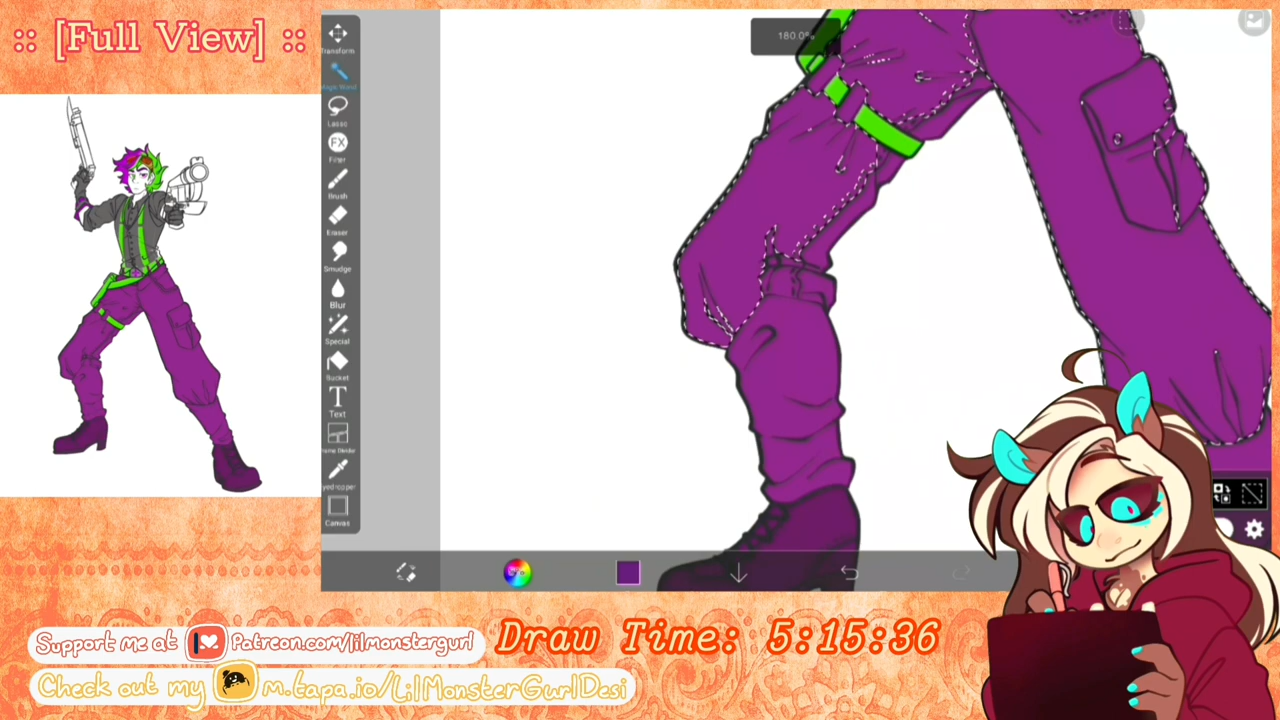 :: [Full View] ::
180.0%
Transform
Magic Wand
Lasso
FX
Filter
Brush
Eraser
Smudge
Blur
Special
Bucket
T
Text
Frame Divider
Eyedropper
Canvas
Support me at Patreon.com/lilmonstergurl
Draw Time: 5:15:36
Check out my m.tapa.io/LilMonsterGurlDesi